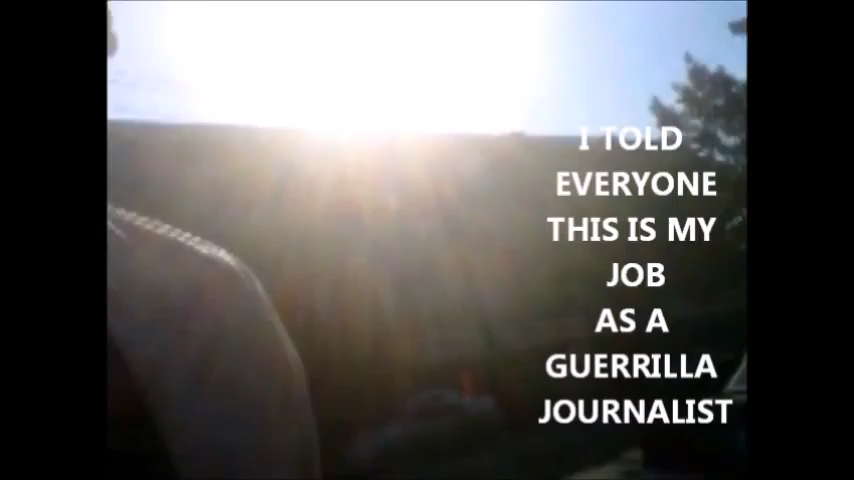 I TOLD
EVERYONE
THIS IS MY
JOB
AS A
GUERRILLA
JOURNALIST